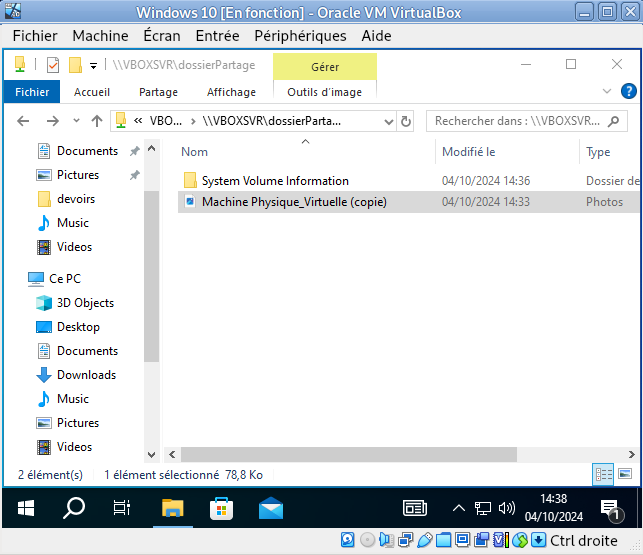 Windows 10 [En fonction] - Oracle VM VirtualBox
Fichier Machine Écran Entrée Périphériques Aide
\\VBOXSVR\dossierPartage
Gérer
Fichier Accueil Partage Affichage Outils d'image
« VBO... \\VBOXSVR\dossierParta...
Rechercher dans : \\VBOXSVR...
Documents
Pictures
devoirs
Music
Videos
Ce PC
3D Objects
Desktop
Documents
Downloads
Music
Pictures
Videos
Nom Modifié le Type
System Volume Information 04/10/2024 14:36 Dossier de
Machine Physique_Virtuelle (copie) 04/10/2024 14:33 Photos
2 élément(s) 1 élément sélectionné 78,8 Ko
14:38
04/10/2024
1
Ctrl droite